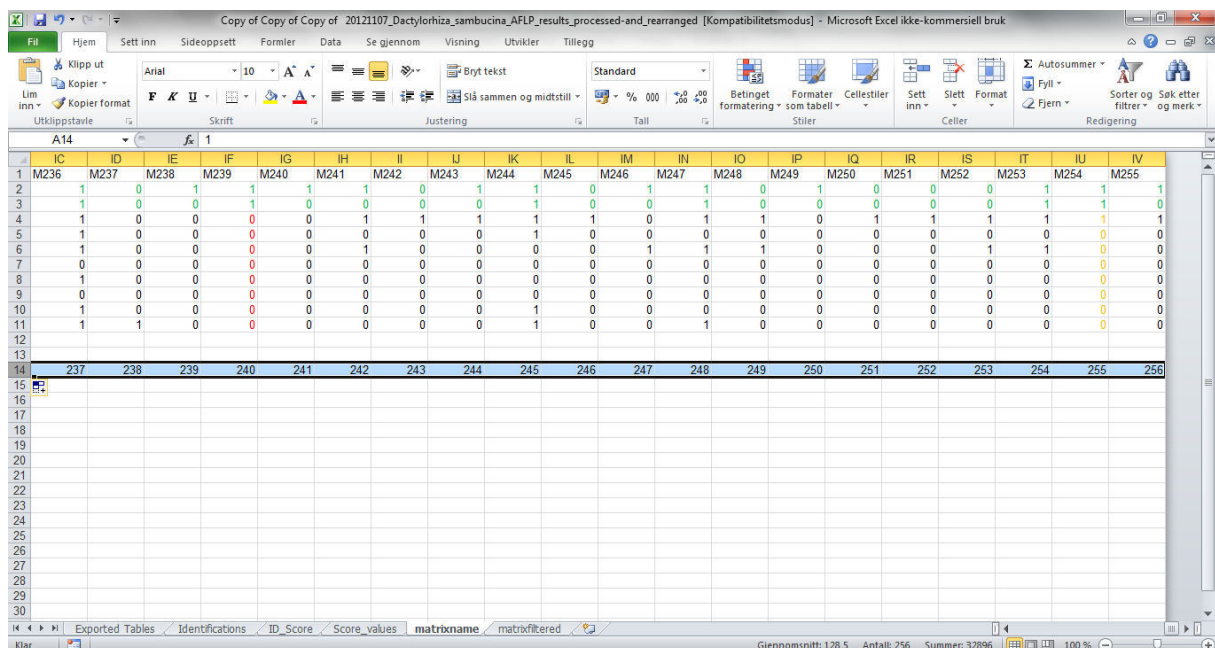 Copy of Copy of Copy of 20121107_Dactylorhiza_sambucina_AFLP_results_processed-and_rearranged [Kompatibilitetsmodus] - Microsoft Excel ikke-kommersiell bruk
Fil Hjem Sett inn Sideoppsett Formler Data Se gjennom Visning Utvikler Tillegg
Lim inn
Klipp ut
Kopier
Kopier format
Utklippstavle
Arial 10
F K U
Skrift
Bryt tekst
Slå sammen og midtstill
Justering
Standard
% 000
Tall
Betinget formatering
Formater som tabell
Cellestiler
Stiler
Sett inn
Slett
Format
Celler
Σ Autosummer
Fyll
Fjern
Sorter og filtrer
Søk etter og merk
Redigering
A14 fx 1
IC ID IE IF IG IH II IJ IK IL IM IN IO IP IQ IR IS IT IU IV
1 M236 M237 M238 M239 M240 M241 M242 M243 M244 M245 M246 M247 M248 M249 M250 M251 M252 M253 M254 M255
2 1 0 1 1 1 1 0 1 1 0 1 1 0 1 0 0 0 1 1 1
3 1 0 0 1 0 0 0 0 1 0 0 1 0 0 0 0 0 1 1 0
4 1 0 0 0 0 1 1 1 1 1 0 1 1 0 1 1 1 1 1 1
5 1 0 0 0 0 0 0 0 1 0 0 0 0 0 0 0 0 0 0 0
6 1 0 0 0 0 1 0 0 0 0 1 1 1 0 0 0 1 1 0 0
7 0 0 0 0 0 0 0 0 0 0 0 0 0 0 0 0 0 0 0 0
8 1 0 0 0 0 0 0 0 0 0 0 0 0 0 0 0 0 0 0 0
9 0 0 0 0 0 0 0 0 0 0 0 0 0 0 0 0 0 0 0 0
10 1 0 0 0 0 0 0 0 1 0 0 0 0 0 0 0 0 0 0 0
11 1 1 0 0 0 0 0 0 1 0 0 1 0 0 0 0 0 0 0 0
12
13
14 237 238 239 240 241 242 243 244 245 246 247 248 249 250 251 252 253 254 255 256
15
16
17
18
19
20
21
22
23
24
25
26
27
28
29
30
Exported Tables Identifications ID_Score Score_values matrixname matrixfiltered
Klar Gjennomsnitt: 128,5 Antall: 256 Summer: 32896 100 %